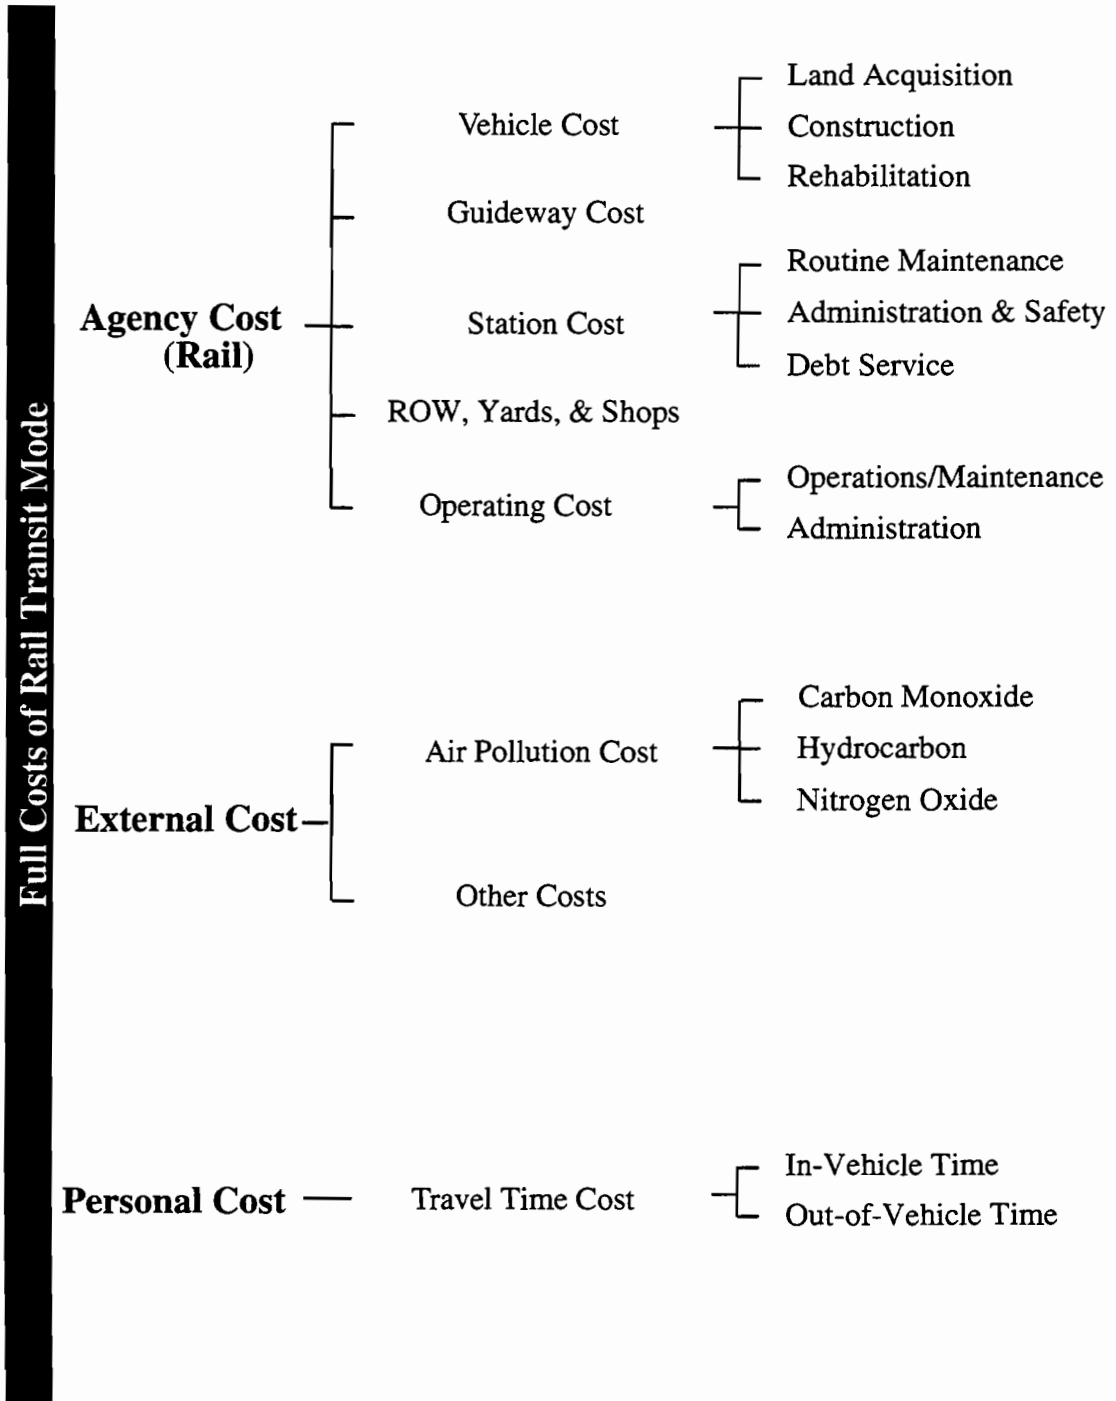 Full Costs of Rail Transit Mode
Agency Cost
(Rail)
Vehicle Cost
Land Acquisition
Construction
Rehabilitation
Guideway Cost
Station Cost
Routine Maintenance
Administration & Safety
Debt Service
ROW, Yards, & Shops
Operating Cost
Operations/Maintenance
Administration
External Cost
Air Pollution Cost
Carbon Monoxide
Hydrocarbon
Nitrogen Oxide
Other Costs
Personal Cost
Travel Time Cost
In-Vehicle Time
Out-of-Vehicle Time